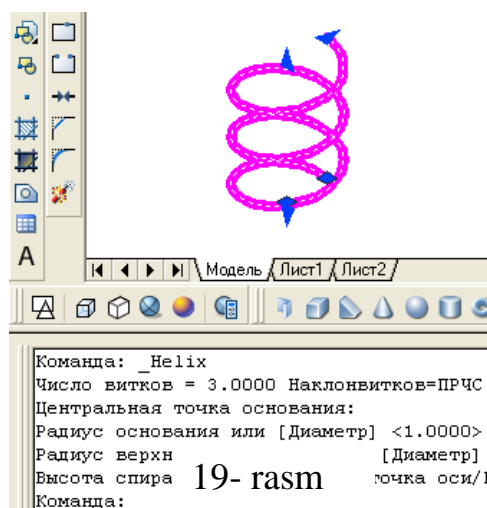 A
Модель Лист1 Лист2
Команда: _Helix
Число витков = 3.0000 Наклонвитков=ПРЧС
Центральная точка основания:
Радиус основания или [Диаметр] <1.0000>:
Радиус верхн [Диаметр]
Высота спира точка оси/
19- rasm
Команда: